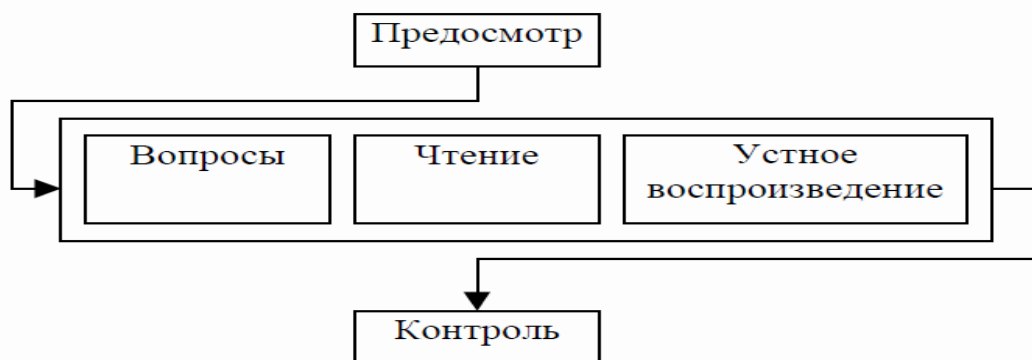 Предосмотр
Вопросы
Чтение
Устное
воспроизведение
Контроль